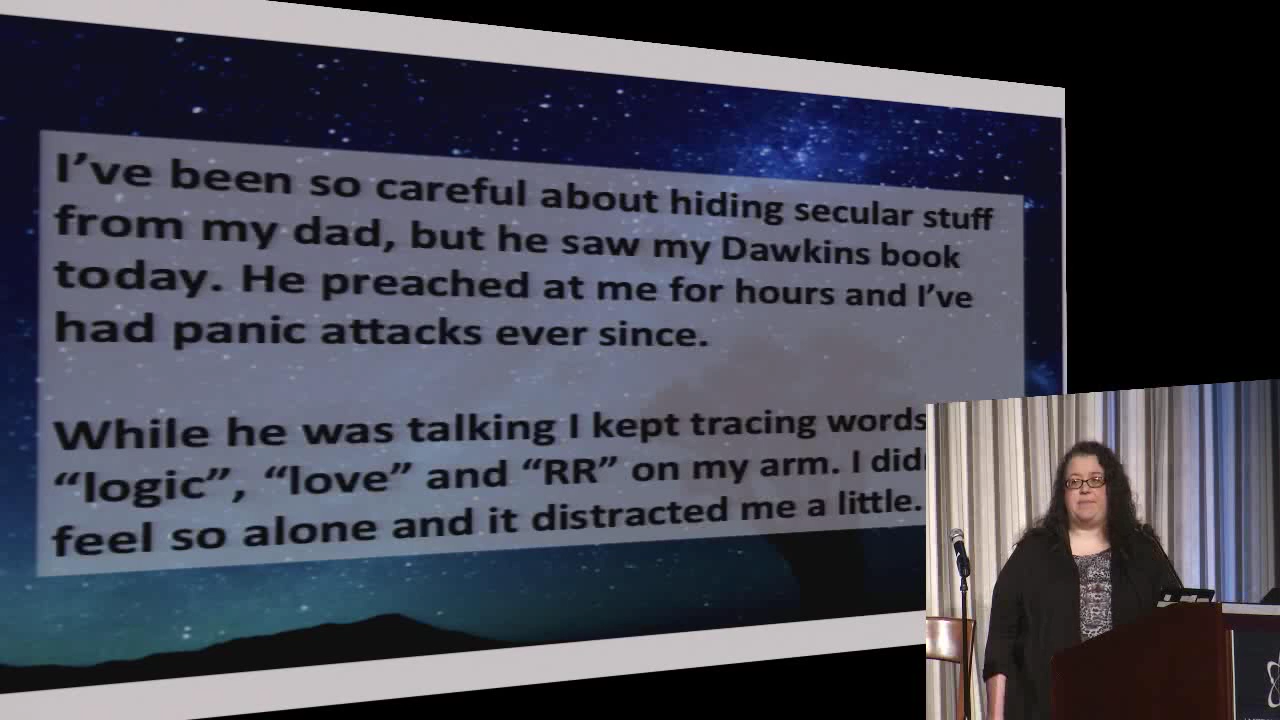 I’ve been so careful about hiding secular stuff
from my dad, but he saw my Dawkins book
today. He preached at me for hours and I’ve
had panic attacks ever since.
While he was talking I kept tracing words
“logic”, “love” and “RR” on my arm. I did
feel so alone and it distracted me a little.